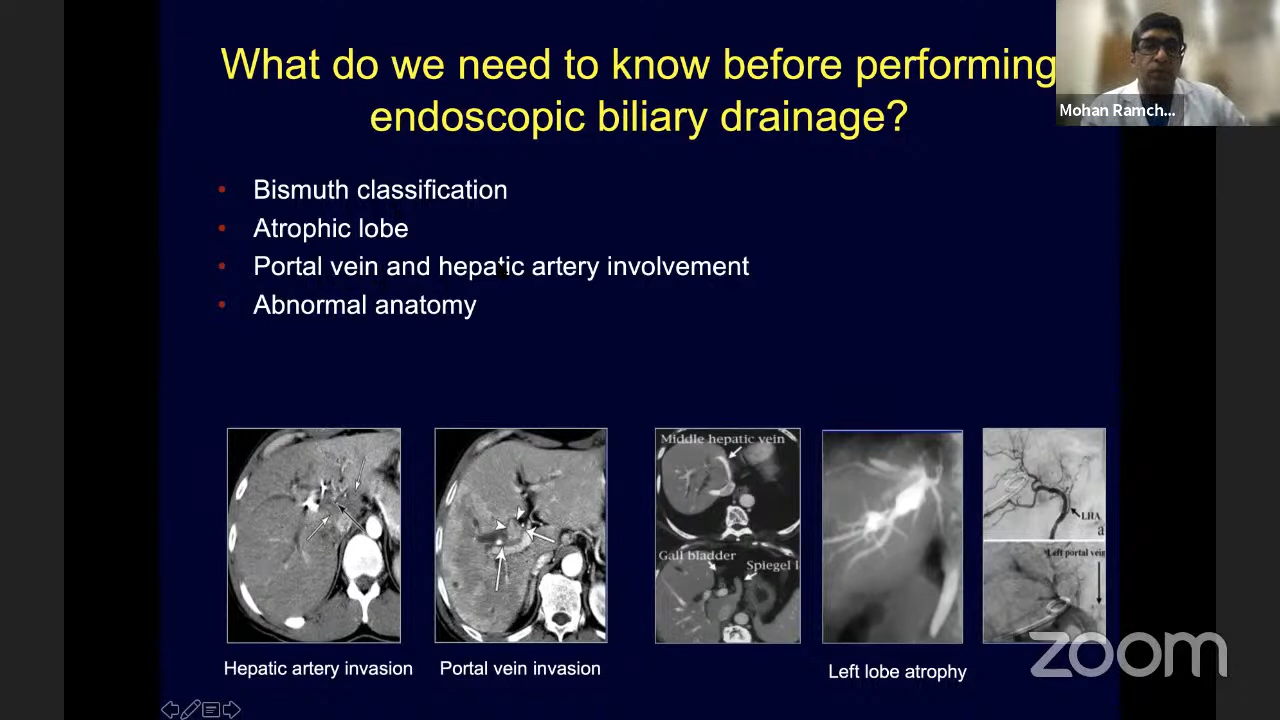 What do we need to know before performing
endoscopic biliary drainage?
Mohan Ramch...
• Bismuth classification
• Atrophic lobe
• Portal vein and hepatic artery involvement
• Abnormal anatomy
Middle hepatic vein
Gall bladder
Spiegel l
LHA
a
Left portal vein
Hepatic artery invasion
Portal vein invasion
Left lobe atrophy
zoom